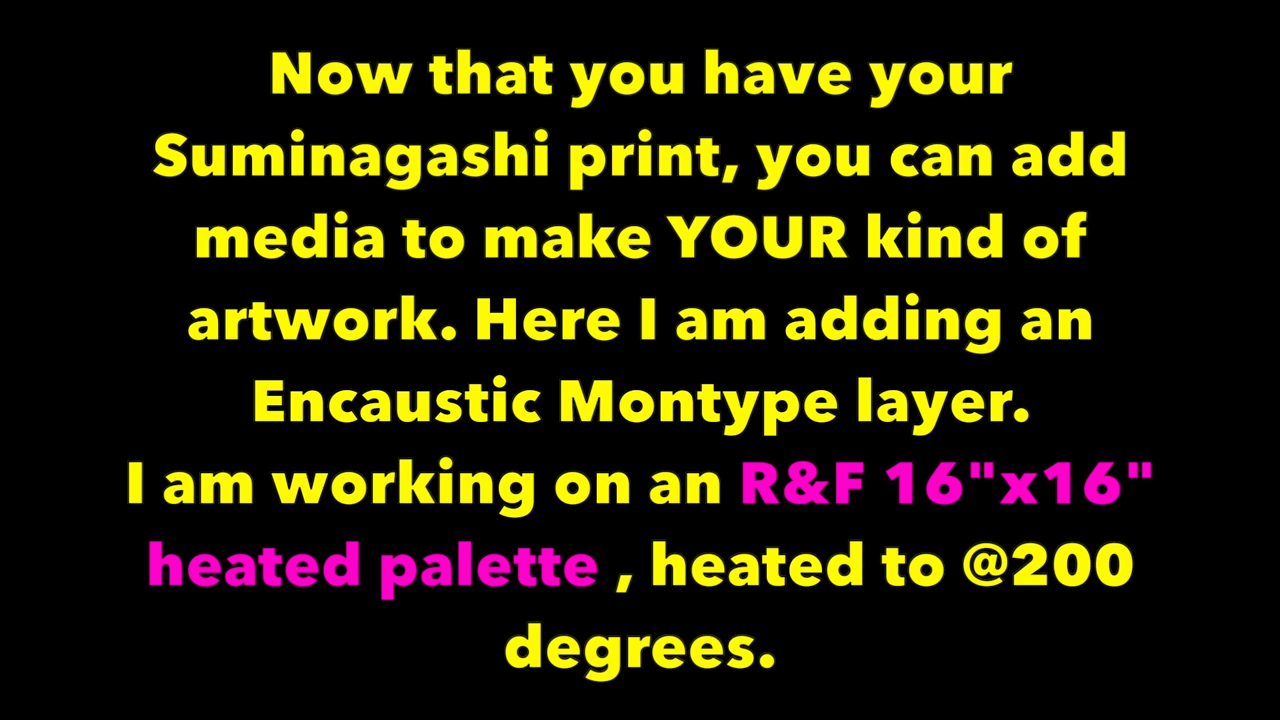 Now that you have your
Suminagashi print, you can add
media to make YOUR kind of
artwork. Here I am adding an
Encaustic Montype layer.
I am working on an R&F 16"x16"
heated palette , heated to @200
degrees.